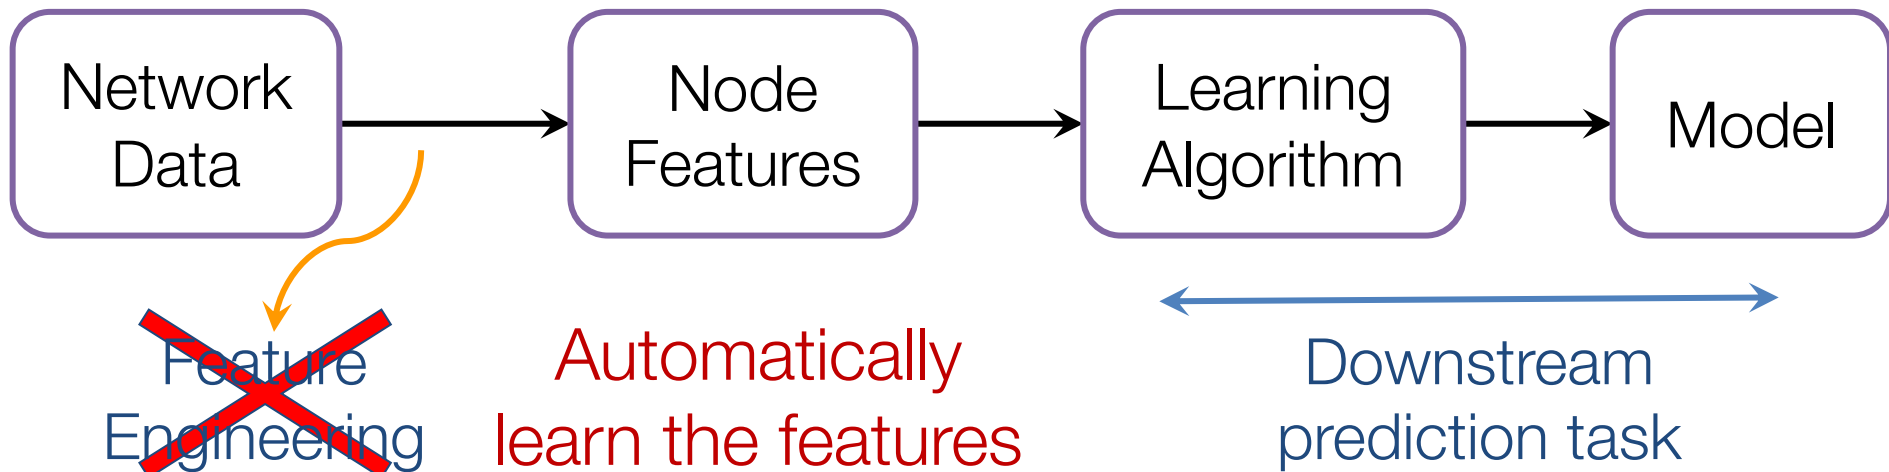 Network
Data
Node
Features
Learning
Algorithm
Model
Feature
Engineering
Automatically
learn the features
Downstream
prediction task